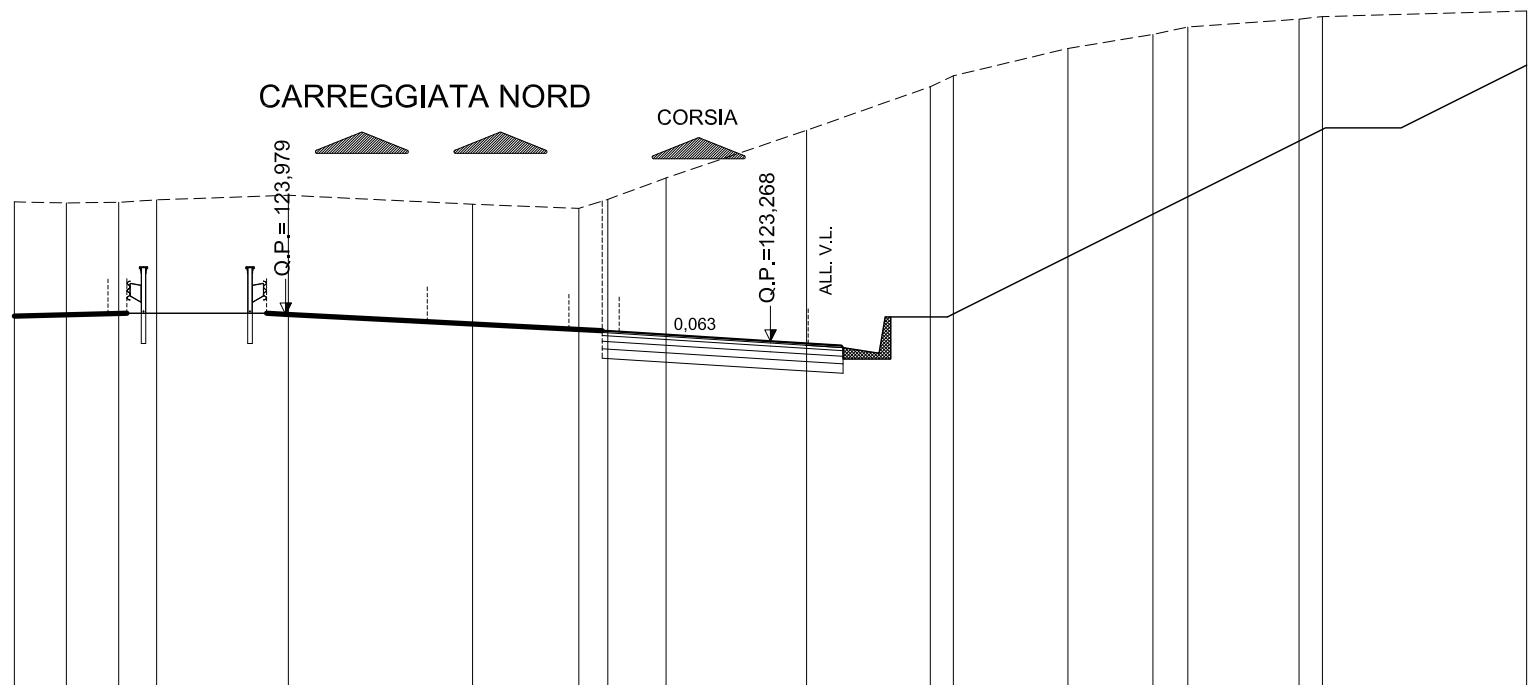 CARREGGIATA NORD
CORSIA
Q.P.= 123,979
Q.P.=123,268
ALL. V.L.
0,063